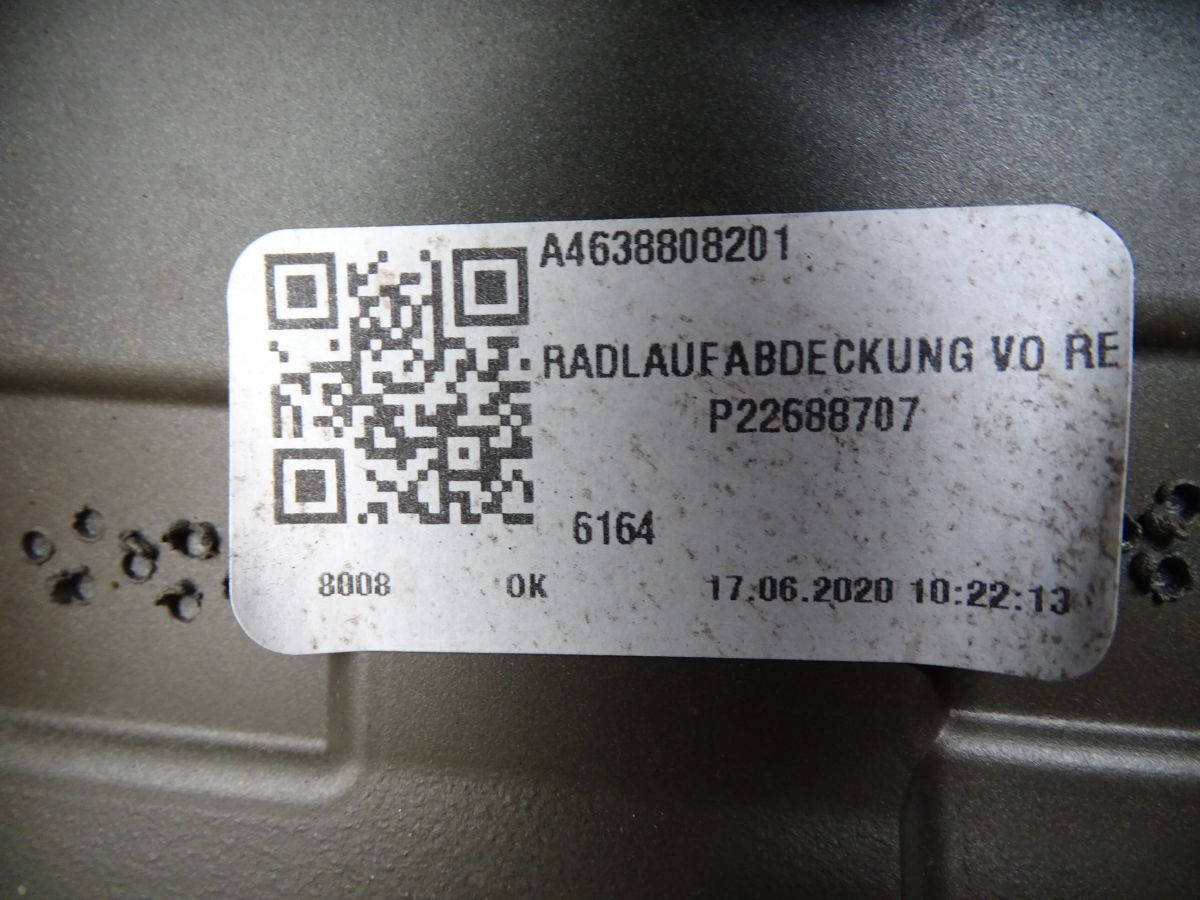 A4638808201
RADLAUFABDECKUNG VO RE
P22688707
6164
8008 OK 17.06.2020 10:22:13